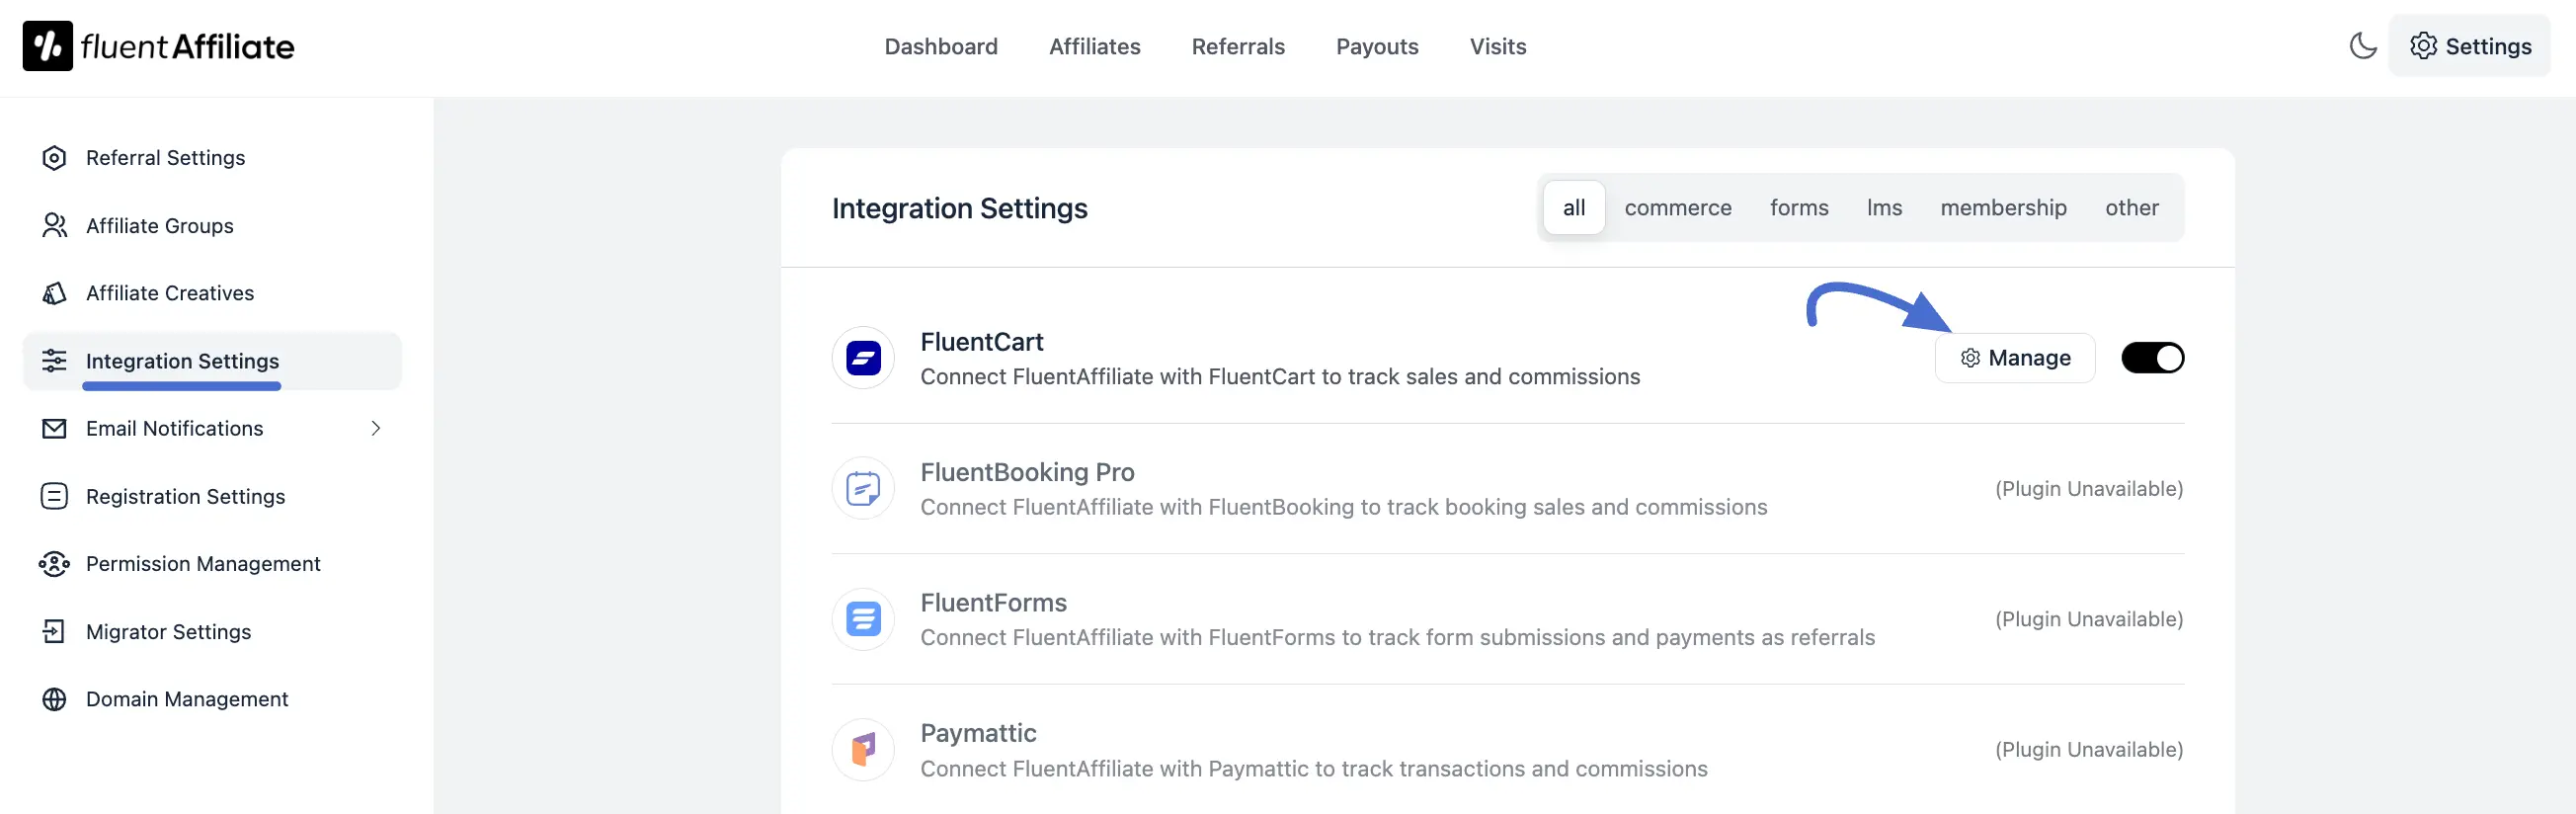 fluentAffiliate
Dashboard
Affiliates
Referrals
Payouts
Visits
Settings
Referral Settings
Affiliate Groups
Affiliate Creatives
Integration Settings
Email Notifications
Registration Settings
Permission Management
Migrator Settings
Domain Management
Integration Settings
all
commerce
forms
lms
membership
other
FluentCart
Connect FluentAffiliate with FluentCart to track sales and commissions
Manage
FluentBooking Pro
Connect FluentAffiliate with FluentBooking to track booking sales and commissions
(Plugin Unavailable)
FluentForms
Connect FluentAffiliate with FluentForms to track form submissions and payments as referrals
(Plugin Unavailable)
Paymattic
Connect FluentAffiliate with Paymattic to track transactions and commissions
(Plugin Unavailable)